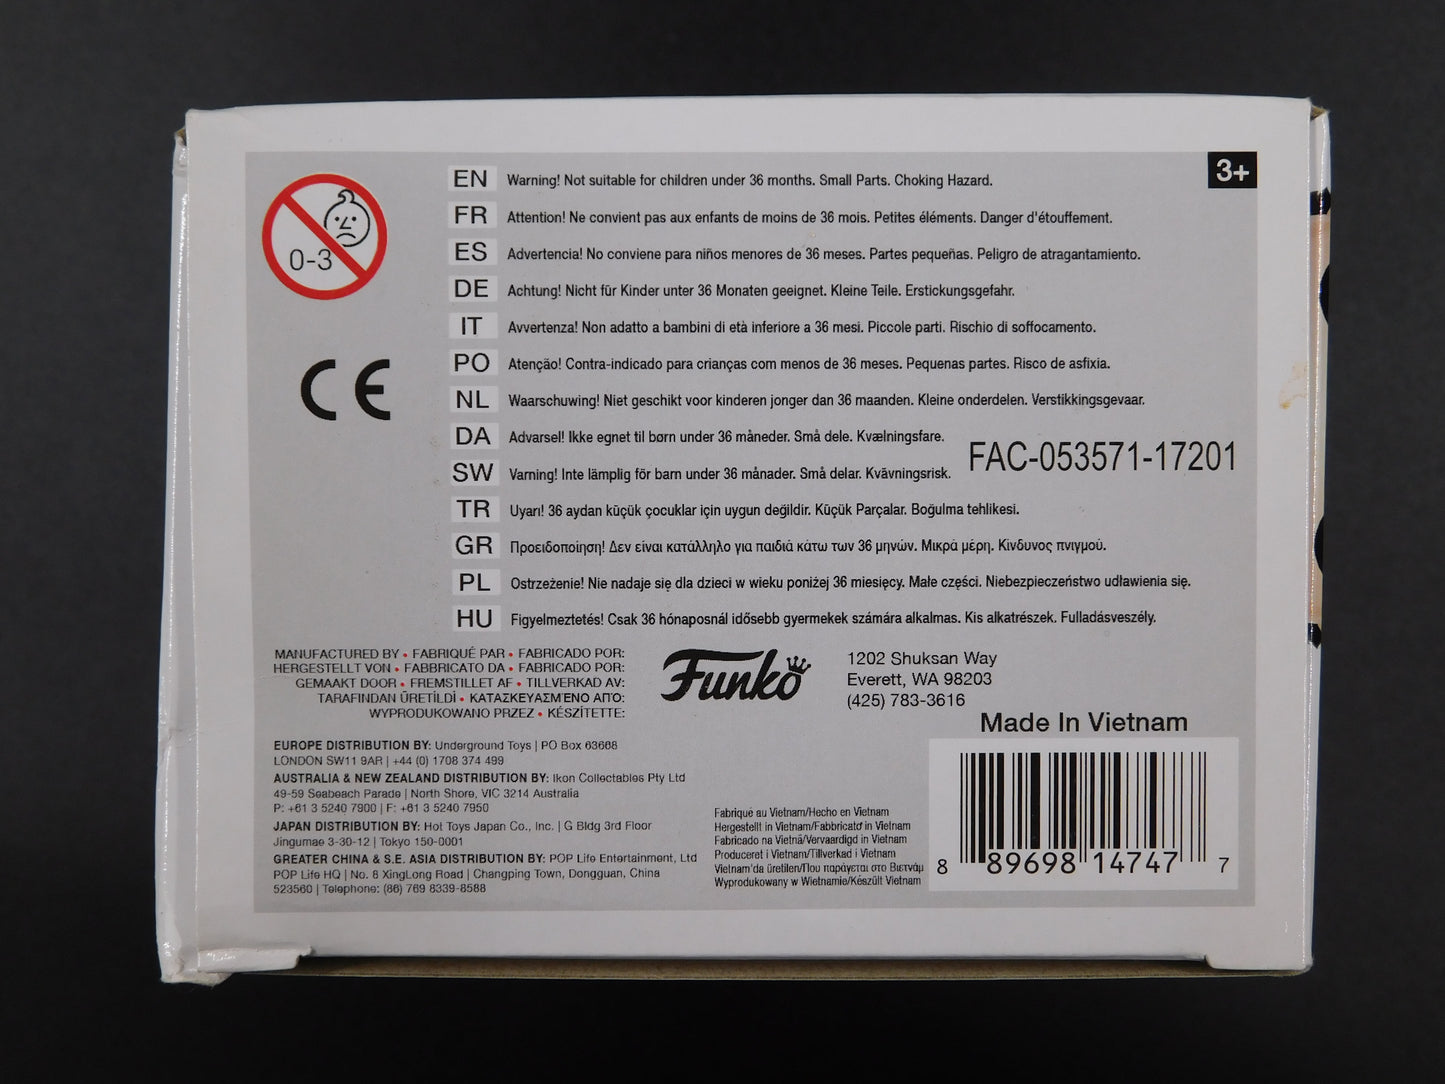 3+
0-3
CE
EN Warning! Not suitable for children under 36 months. Small Parts. Choking Hazard.
FR Attention! Ne convient pas aux enfants de moins de 36 mois. Petites éléments. Danger d'étouffement.
ES Advertencia! No conviene para niños menores de 36 meses. Partes pequeñas. Peligro de atragantamiento.
DE Achtung! Nicht für Kinder unter 36 Monaten geeignet. Kleine Teile. Erstickungsgefahr.
IT Avvertenza! Non adatto a bambini di età inferiore a 36 mesi. Piccole parti. Rischio di soffocamento.
PO Atenção! Contra-indicado para crianças com menos de 36 meses. Pequenas partes. Risco de asfixia.
NL Waarschuwing! Niet geschikt voor kinderen jonger dan 36 maanden. Kleine onderdelen. Verstikkingsgevaar.
DA Advarsel! Ikke egnet til børn under 36 måneder. Små dele. Kvælningsfare.
SW Varning! Inte lämplig för barn under 36 månader. Små delar. Kvävningsrisk.
FAC-053571-17201
TR Uyarı! 36 aydan küçük çocuklar için uygun değildir. Küçük Parçalar. Boğulma tehlikesi.
GR Προειδοποίηση! Δεν είναι κατάλληλο για παιδιά κάτω των 36 μηνών. Μικρά μέρη. Κίνδυνος πνιγμού.
PL Ostrzeżenie! Nie nadaje się dla dzieci w wieku poniżej 36 miesięcy. Małe części. Niebezpieczeństwo udławienia się.
HU Figyelmeztetés! Csak 36 hónaposnál idősebb gyermekek számára alkalmas. Kis alkatrészek. Fulladásveszély.
MANUFACTURED BY • FABRIQUÉ PAR • FABRICADO POR:
HERGESTELLT VON • FABBRICATO DA • FABRICADO POR:
GEMAAKT DOOR • FREMSTILLET AF • TILLVERKAD AV:
TARAFINDAN ÜRETİLDİ • ΚΑΤΑΣΚΕΥΑΣΜΈΝΟ ΑΠΌ:
WYPRODUKOWANO PRZEZ • KÉSZÍTETTE:
Funko
1202 Shuksan Way
Everett, WA 98203
(425) 783-3616
Made In Vietnam
EUROPE DISTRIBUTION BY: Underground Toys | PO Box 63668
LONDON SW11 9AR | +44 (0) 1708 374 499
AUSTRALIA & NEW ZEALAND DISTRIBUTION BY: Ikon Collectables Pty Ltd
49-59 Seabeach Parade | North Shore, VIC 3214 Australia
P: +61 3 5240 7900 | F: +61 3 5240 7950
JAPAN DISTRIBUTION BY: Hot Toys Japan Co., Inc. | G Bldg 3rd Floor
Jingumae 3-30-12 | Tokyo 150-0001
GREATER CHINA & S.E. ASIA DISTRIBUTION BY: POP Life Entertainment, Ltd
POP Life HQ | No. 8 XingLong Road | Changping Town, Dongguan, China
523560 | Telephone: (86) 769 8339-8588
Fabriqué au Vietnam/Hecho en Vietnam
Hergestellt in Vietnam/Fabbricato in Vietnam
Fabricado na Vietnã/Vervaardigd in Vietnam
Produceret i Vietnam/Tillverkad i Vietnam
Vietnam'da üretilen/Που παράγεται στο Βιετνάμ
Wyprodukowany w Wietnamie/Készült Vietnam
8 89698 14747 7